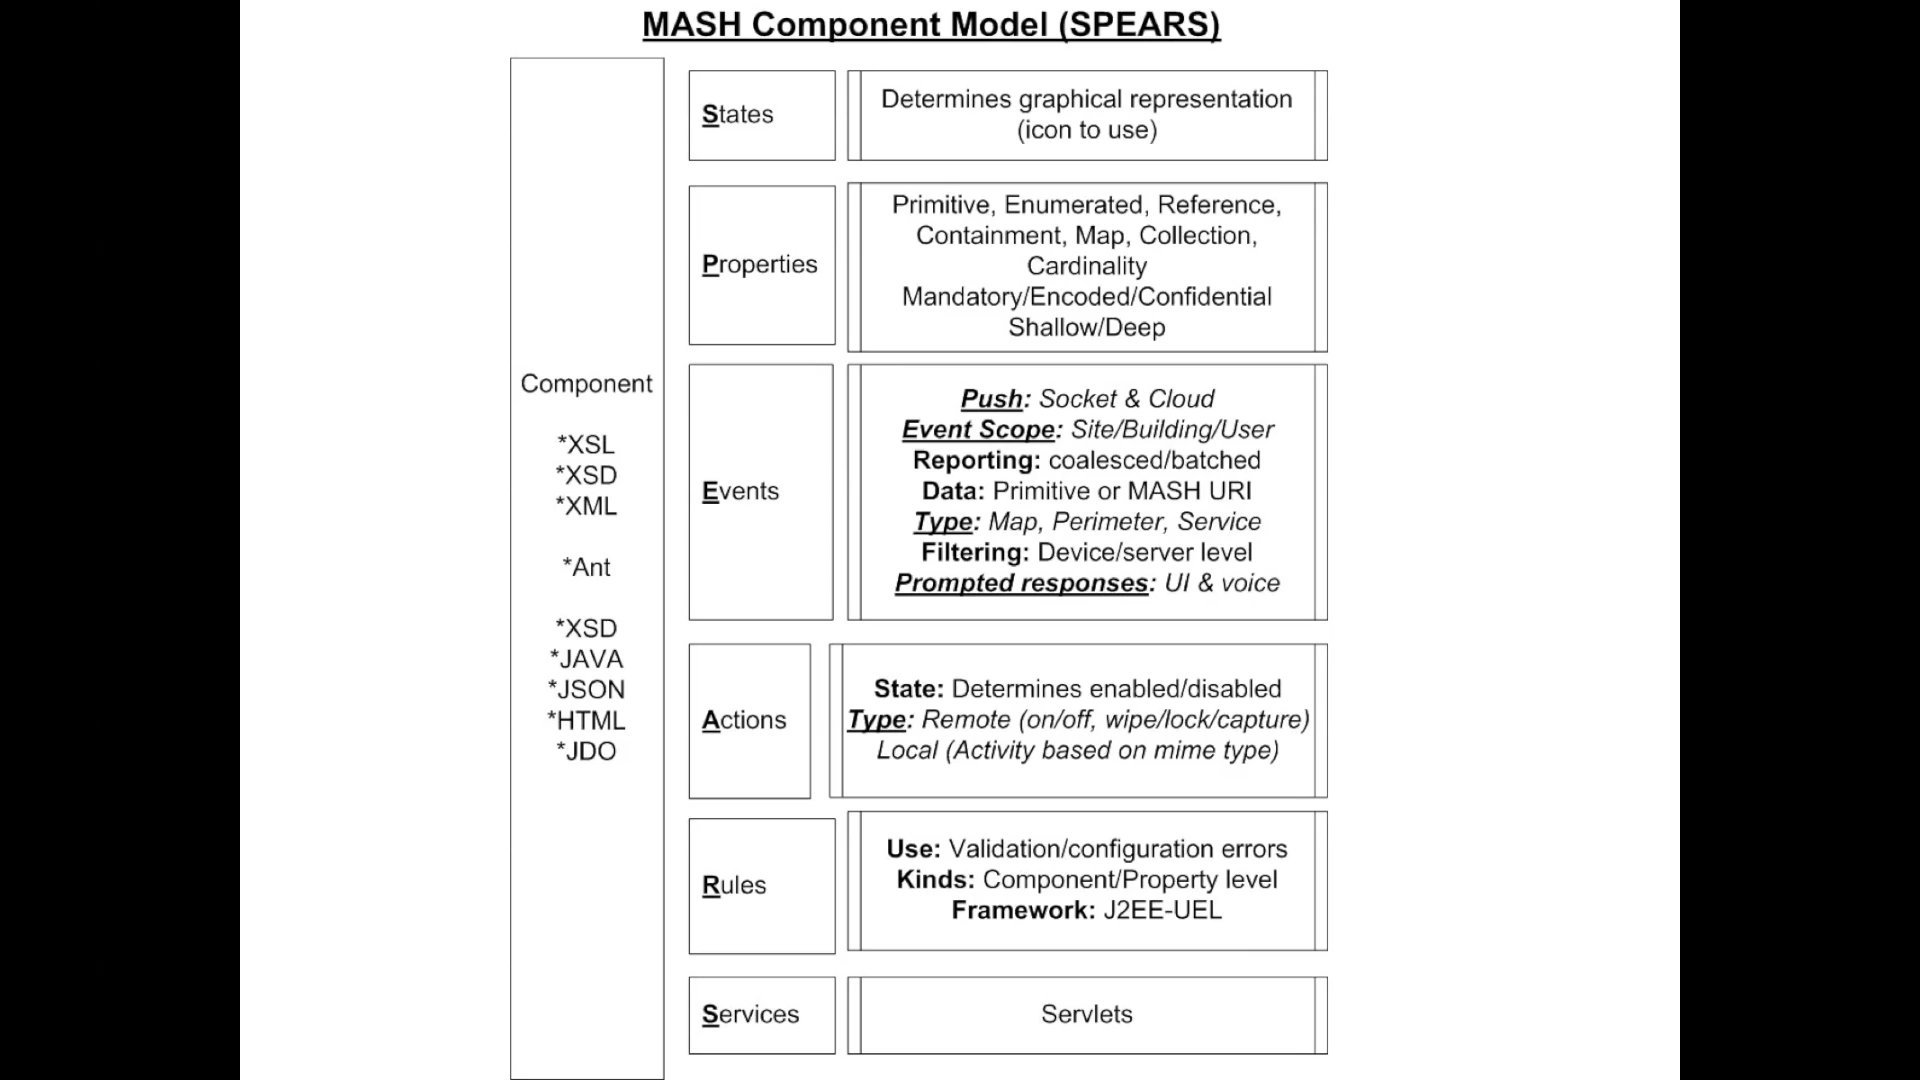 MASH Component Model (SPEARS)
Component
*XSL
*XSD
*XML
*Ant
*XSD
*JAVA
*JSON
*HTML
*JDO
States
Determines graphical representation
(icon to use)
Properties
Primitive, Enumerated, Reference,
Containment, Map, Collection,
Cardinality
Mandatory/Encoded/Confidential
Shallow/Deep
Events
Push: Socket & Cloud
Event Scope: Site/Building/User
Reporting: coalesced/batched
Data: Primitive or MASH URI
Type: Map, Perimeter, Service
Filtering: Device/server level
Prompted responses: UI & voice
Actions
State: Determines enabled/disabled
Type: Remote (on/off, wipe/lock/capture)
Local (Activity based on mime type)
Rules
Use: Validation/configuration errors
Kinds: Component/Property level
Framework: J2EE-UEL
Services
Servlets